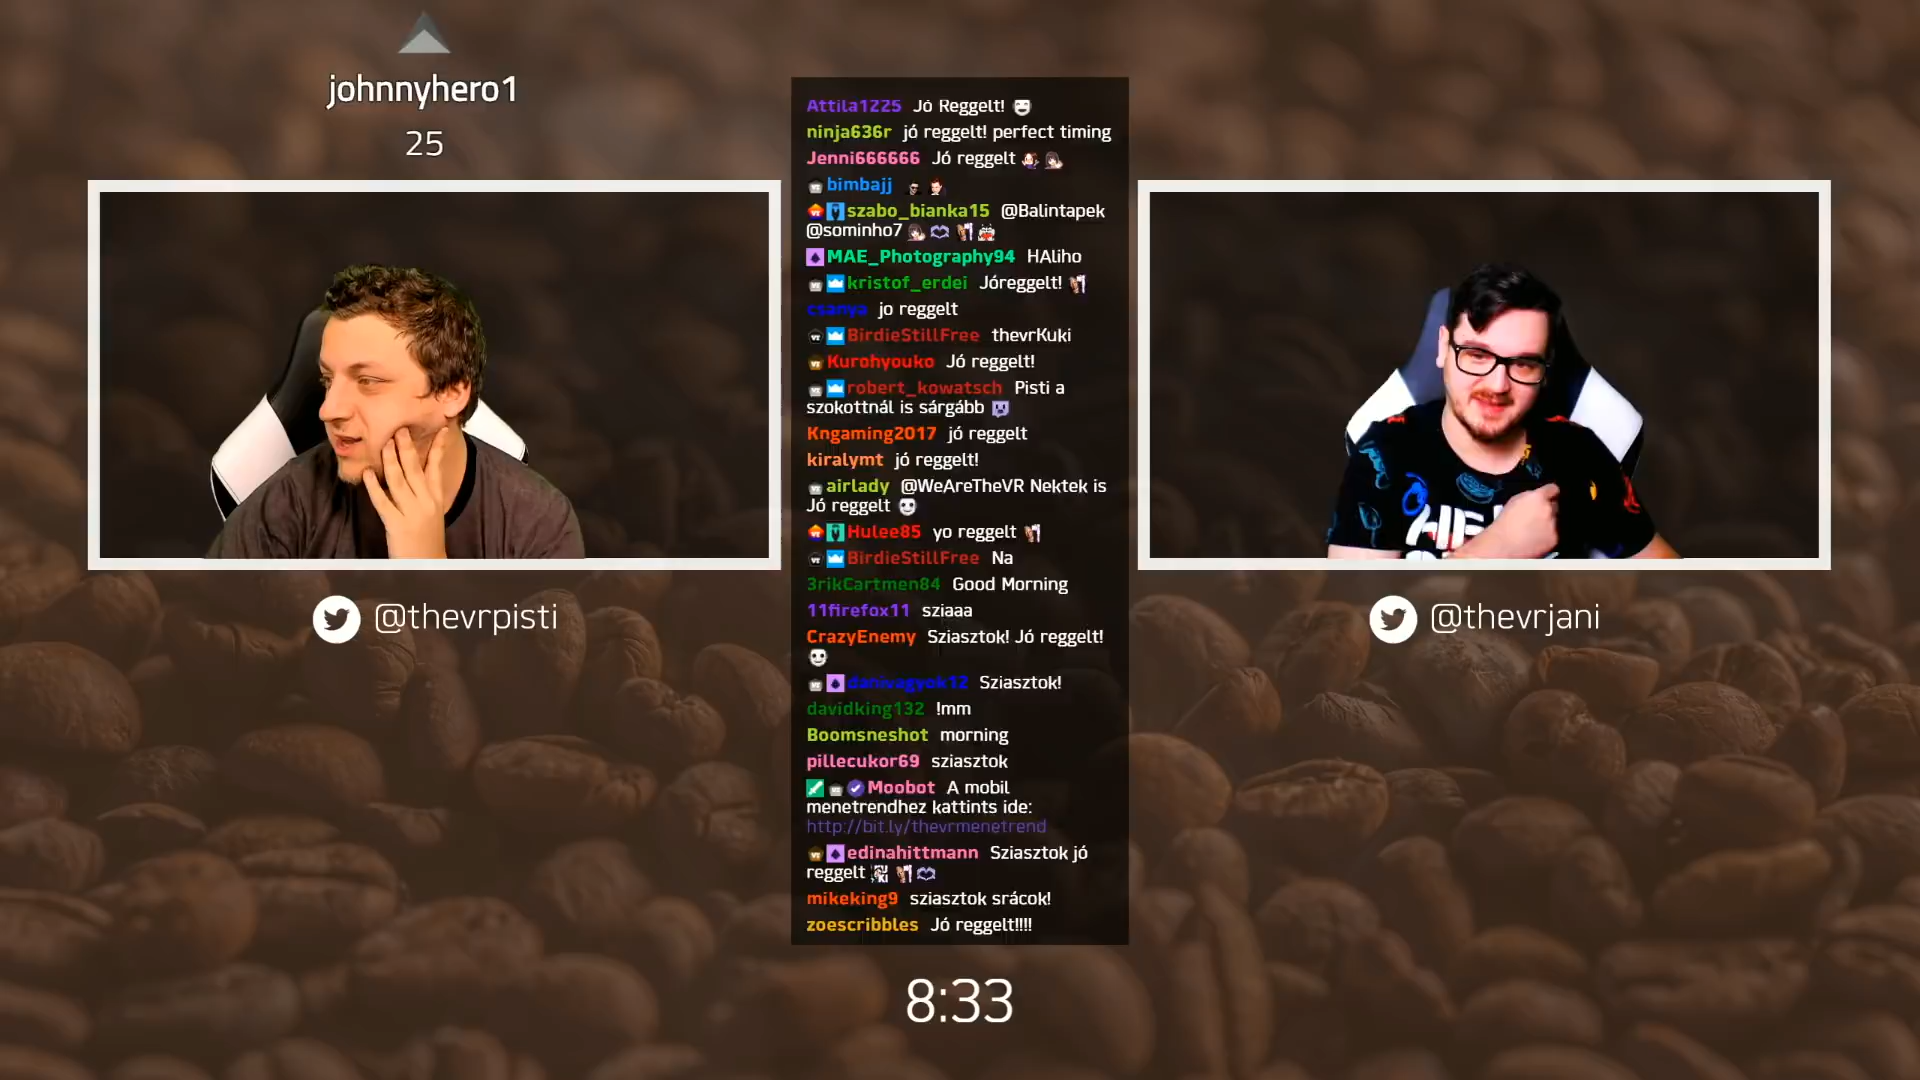 johnnyhero1
25
Attila1225 Jó Reggelt!
ninja636r jó reggelt! perfect timing
Jenni666666 Jó reggelt
bimbajj
szabo_bianka15 @Balintapek
@sominho7
MAE_Photography94 HAliho
kristof_erdei Jóreggelt!
csanya jo reggelt
BirdieStillFree thevrKuki
Kurohyouko Jó reggelt!
robert_kowatsch Pisti a
szokottnál is sárgább
Kngaming2017 jó reggelt
kiralymt jó reggelt!
airlady @WeAreTheVR Nektek is
Jó reggelt
Hulee85 yo reggelt
BirdieStillFree Na
3rikCartmen84 Good Morning
11firefox11 sziaaa
CrazyEnemy Sziasztok! Jó reggelt!
danivagyok12 Sziasztok!
davidking132 !mm
Boomsneshot morning
pillecukor69 sziasztok
Moobot A mobil
menetrendhez kattints ide:
http://bit.ly/thevrmenetrend
edinahittmann Sziasztok jó
reggelt
mikeking9 sziasztok srácok!
zoescribbles Jó reggelt!!!!
@thevrpisti
@thevrjani
8:33